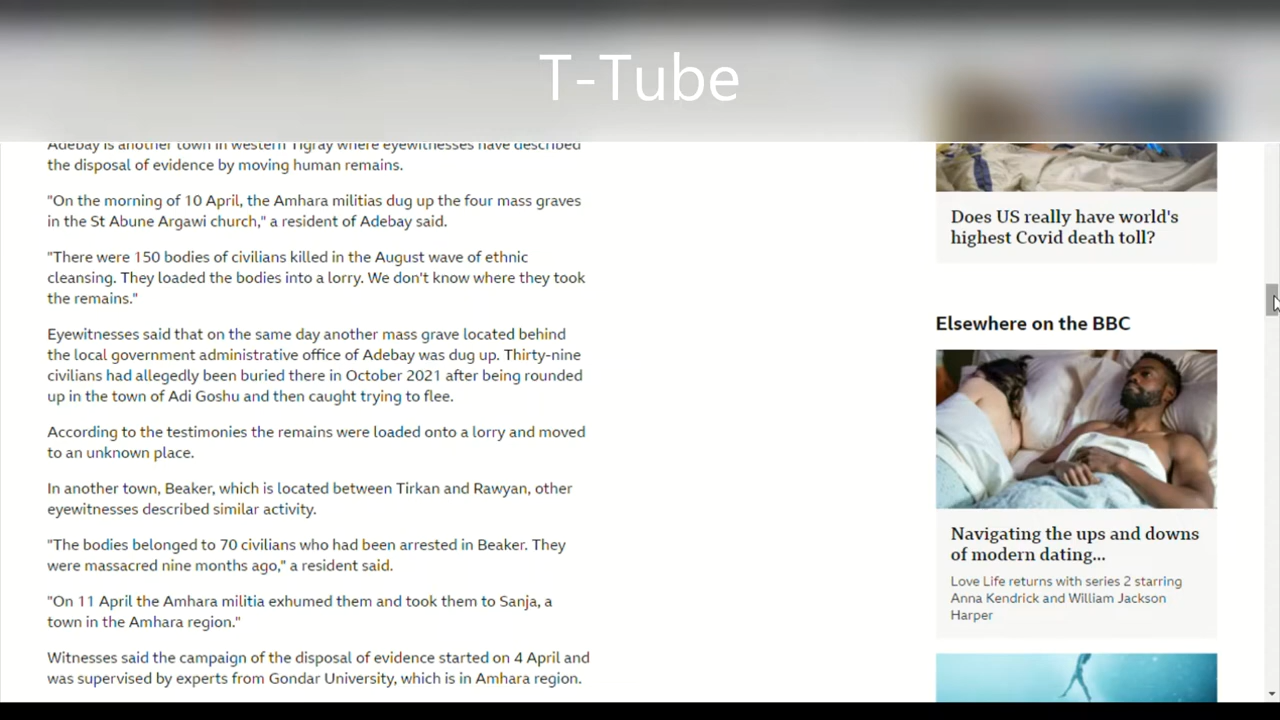 T-Tube
Adebay is another town in western Tigray where eyewitnesses have described
the disposal of evidence by moving human remains.
"On the morning of 10 April, the Amhara militias dug up the four mass graves
in the St Abune Argawi church," a resident of Adebay said.
"There were 150 bodies of civilians killed in the August wave of ethnic
cleansing. They loaded the bodies into a lorry. We don't know where they took
the remains."
Eyewitnesses said that on the same day another mass grave located behind
the local government administrative office of Adebay was dug up. Thirty-nine
civilians had allegedly been buried there in October 2021 after being rounded
up in the town of Adi Goshu and then caught trying to flee.
According to the testimonies the remains were loaded onto a lorry and moved
to an unknown place.
In another town, Beaker, which is located between Tirkan and Rawyan, other
eyewitnesses described similar activity.
"The bodies belonged to 70 civilians who had been arrested in Beaker. They
were massacred nine months ago," a resident said.
"On 11 April the Amhara militia exhumed them and took them to Sanja, a
town in the Amhara region."
Witnesses said the campaign of the disposal of evidence started on 4 April and
was supervised by experts from Gondar University, which is in Amhara region.
Does US really have world's
highest Covid death toll?
Elsewhere on the BBC
Navigating the ups and downs
of modern dating...
Love Life returns with series 2 starring
Anna Kendrick and William Jackson
Harper